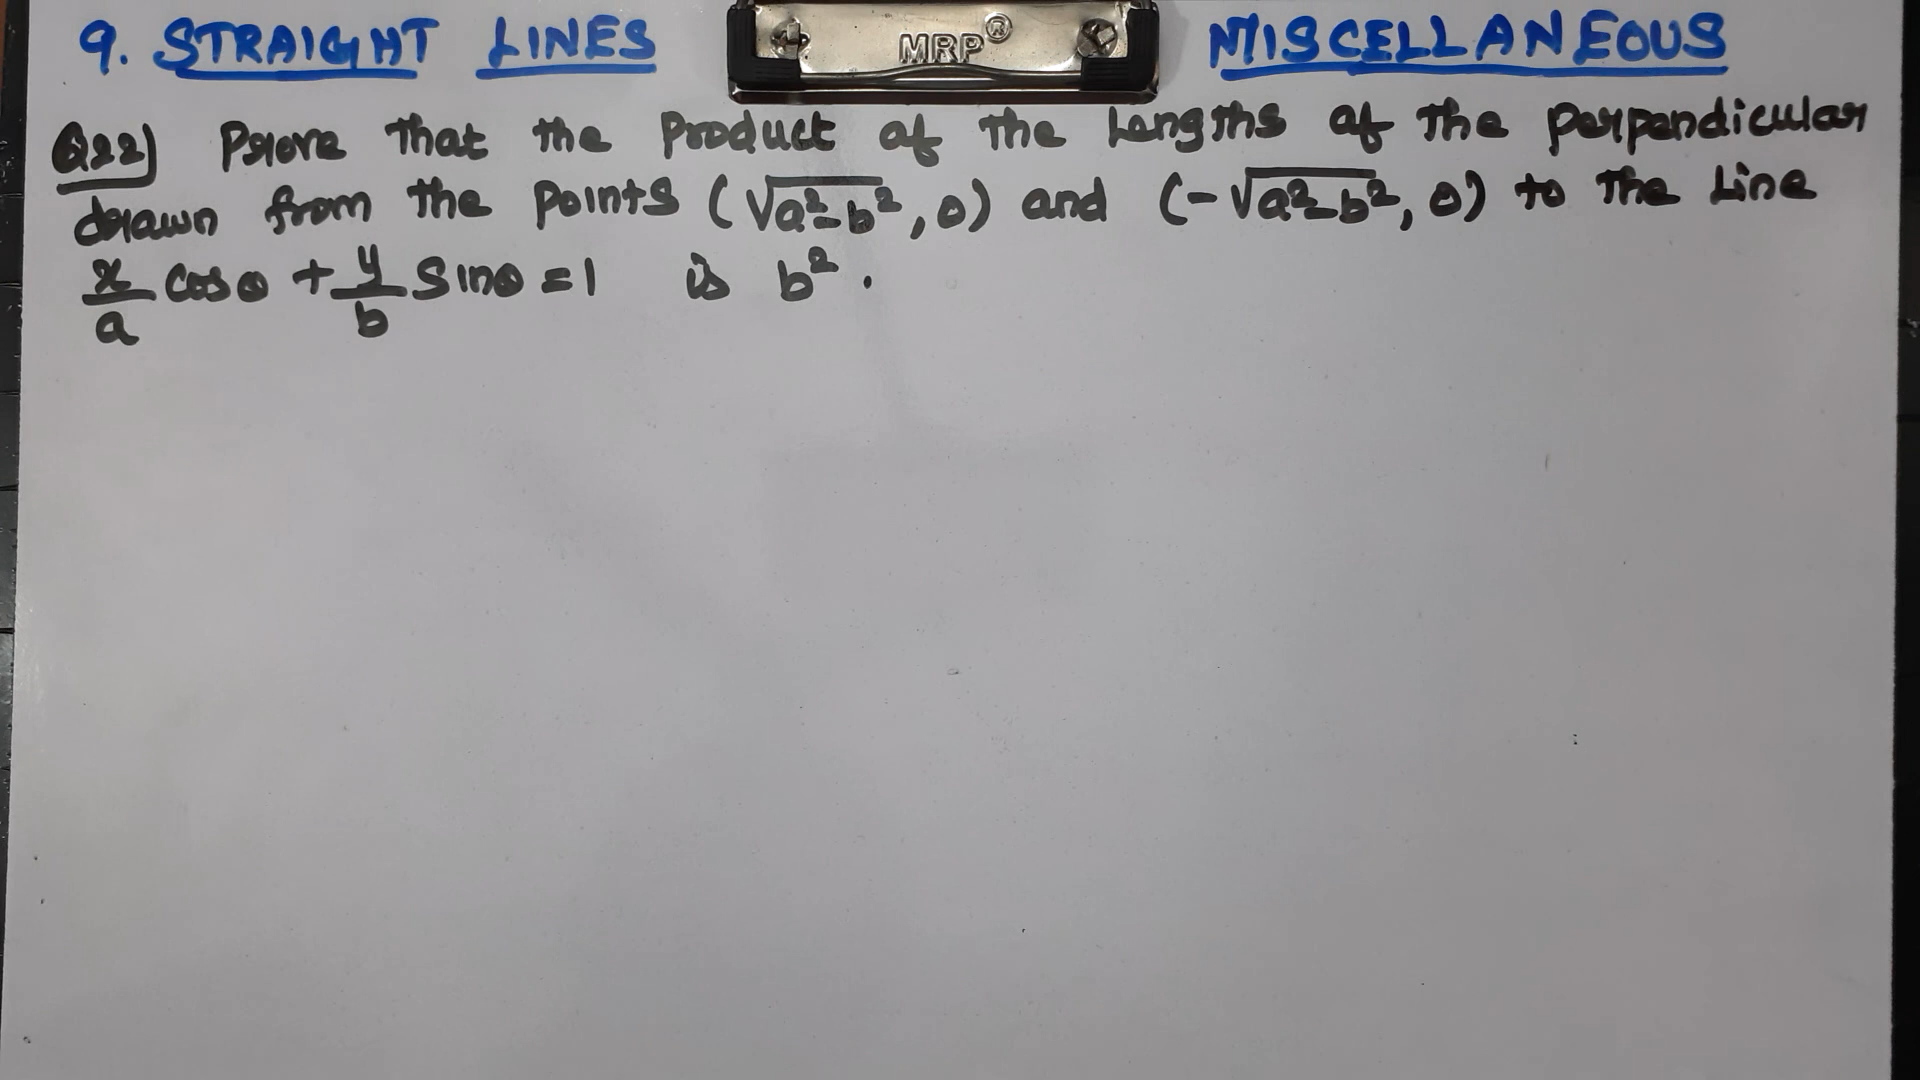 9. STRAIGHT LINES MRP® MISCELLANEOUS
Q22) Prove that the product of the lengths of the perpendicular
drawn from the points (√a²-b², 0) and (-√a²-b², 0) to the line
x/a cosθ + y/b sinθ = 1 is b².